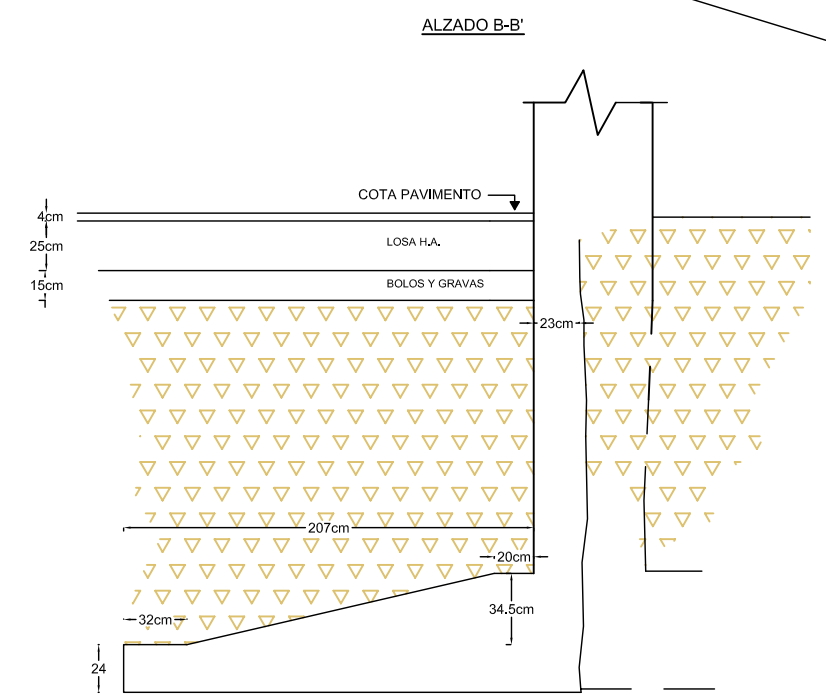 ALZADO B-B'
COTA PAVIMENTO
4cm
25cm
LOSA H.A.
15cm
BOLOS Y GRAVAS
23cm
207cm
20cm
34.5cm
32cm
24